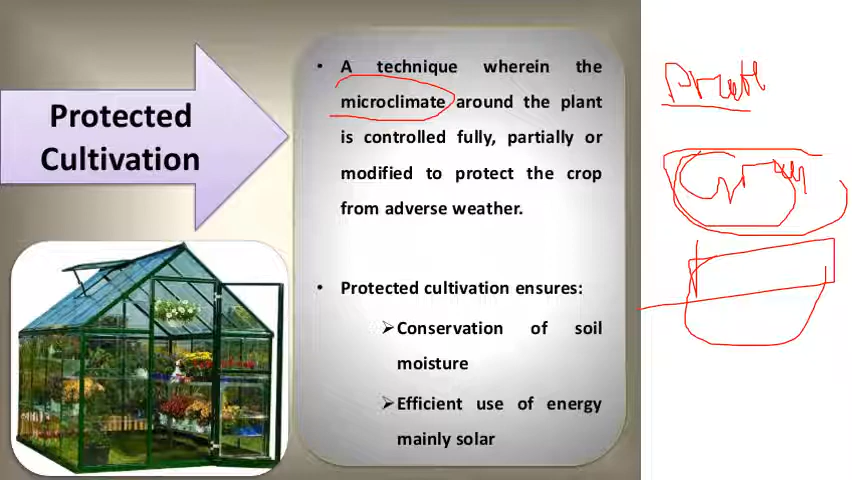 Protected
Cultivation
• A technique wherein the
microclimate around the plant
is controlled fully, partially or
modified to protect the crop
from adverse weather.
• Protected cultivation ensures:
➢Conservation of soil
moisture
➢Efficient use of energy
mainly solar